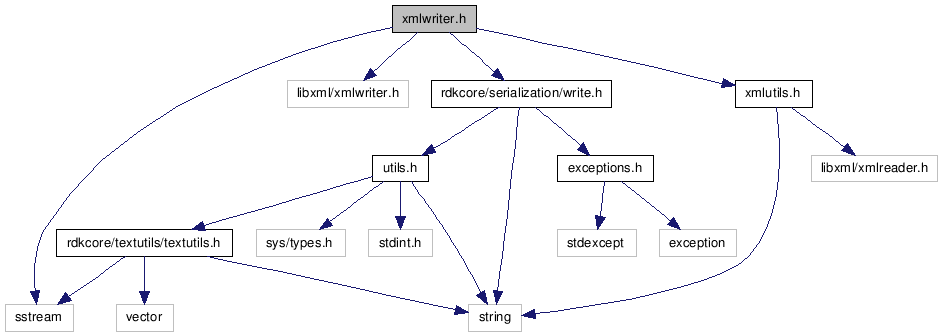 xmlwriter.h
libxml/xmlwriter.h
rdkcore/serialization/write.h
xmlutils.h
utils.h
exceptions.h
libxml/xmlreader.h
rdkcore/textutils/textutils.h
sys/types.h
stdint.h
stdexcept
exception
sstream
vector
string